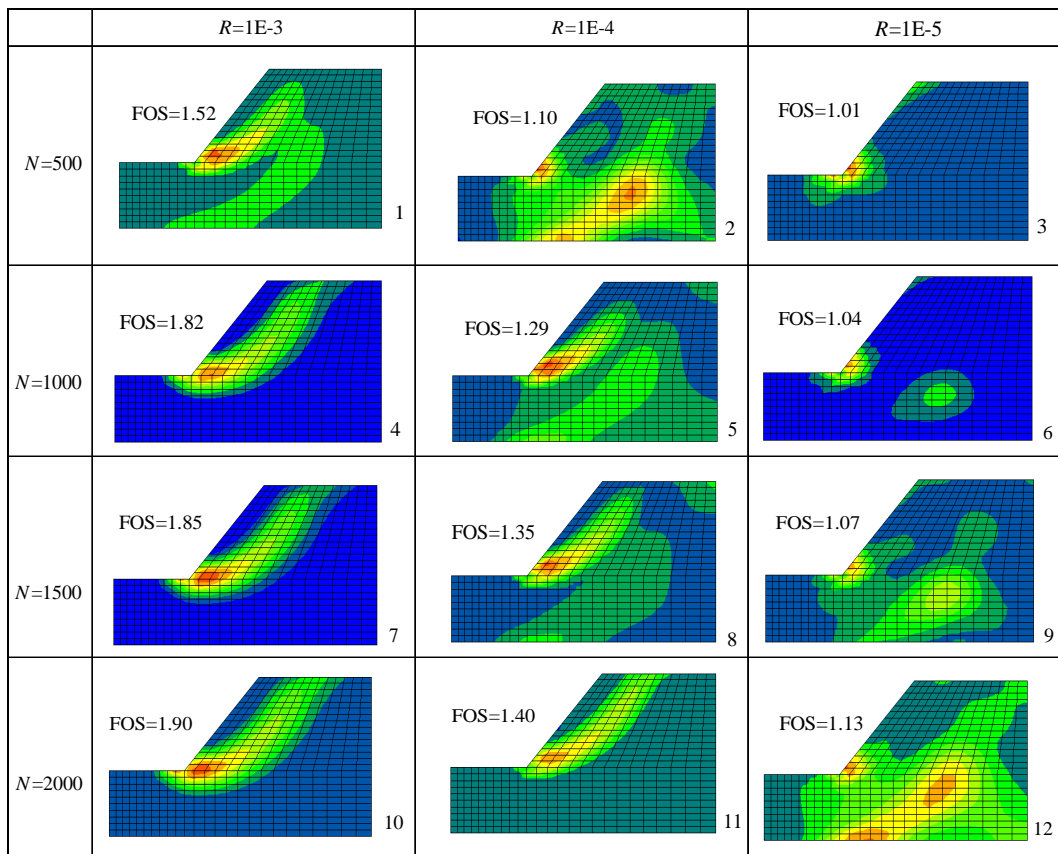 R=1E-3
R=1E-4
R=1E-5
N=500
FOS=1.52
1
FOS=1.10
2
FOS=1.01
3
N=1000
FOS=1.82
4
FOS=1.29
5
FOS=1.04
6
N=1500
FOS=1.85
7
FOS=1.35
8
FOS=1.07
9
N=2000
FOS=1.90
10
FOS=1.40
11
FOS=1.13
12